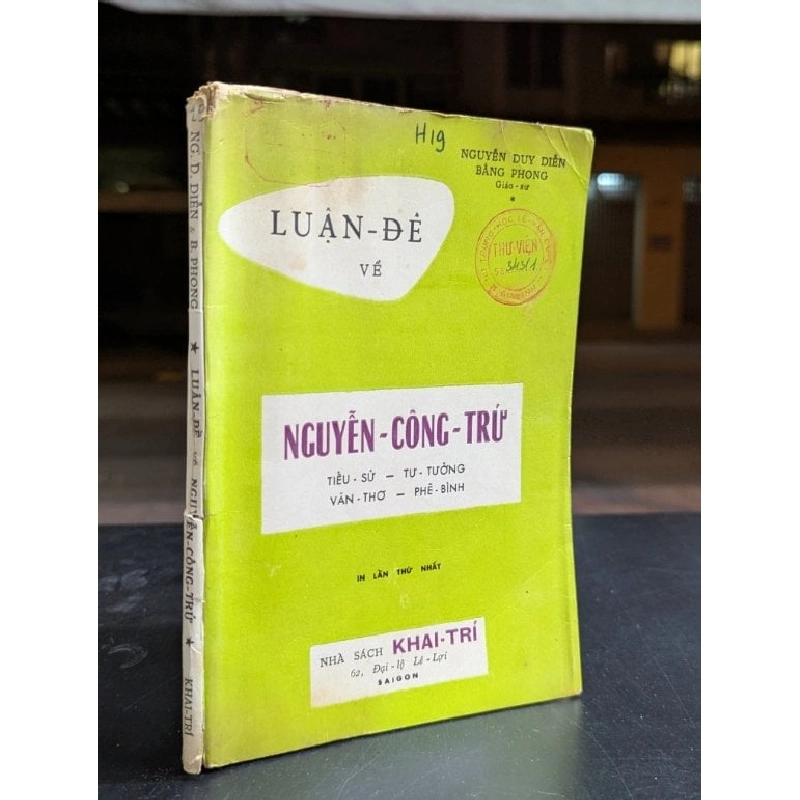 H19
NGUYỄN DUY DIỄN
BẰNG PHONG
Giáo-sư
LUẬN-ĐỀ
VỀ
THƯ-VIỆN
NGUYỄN-CÔNG-TRỨ
TIỂU-SỬ — TƯ-TƯỞNG
VĂN-THƠ — PHÊ-BÌNH
IN LẦN THỨ NHẤT
NHÀ SÁCH KHAI-TRÍ
62, Đại-lộ Lê-Lợi
SAIGON
NG. D. DIỄN & B. PHONG ★ LUẬN-ĐỀ về NGUYỄN-CÔNG-TRỨ ★ KHAI-TRÍ